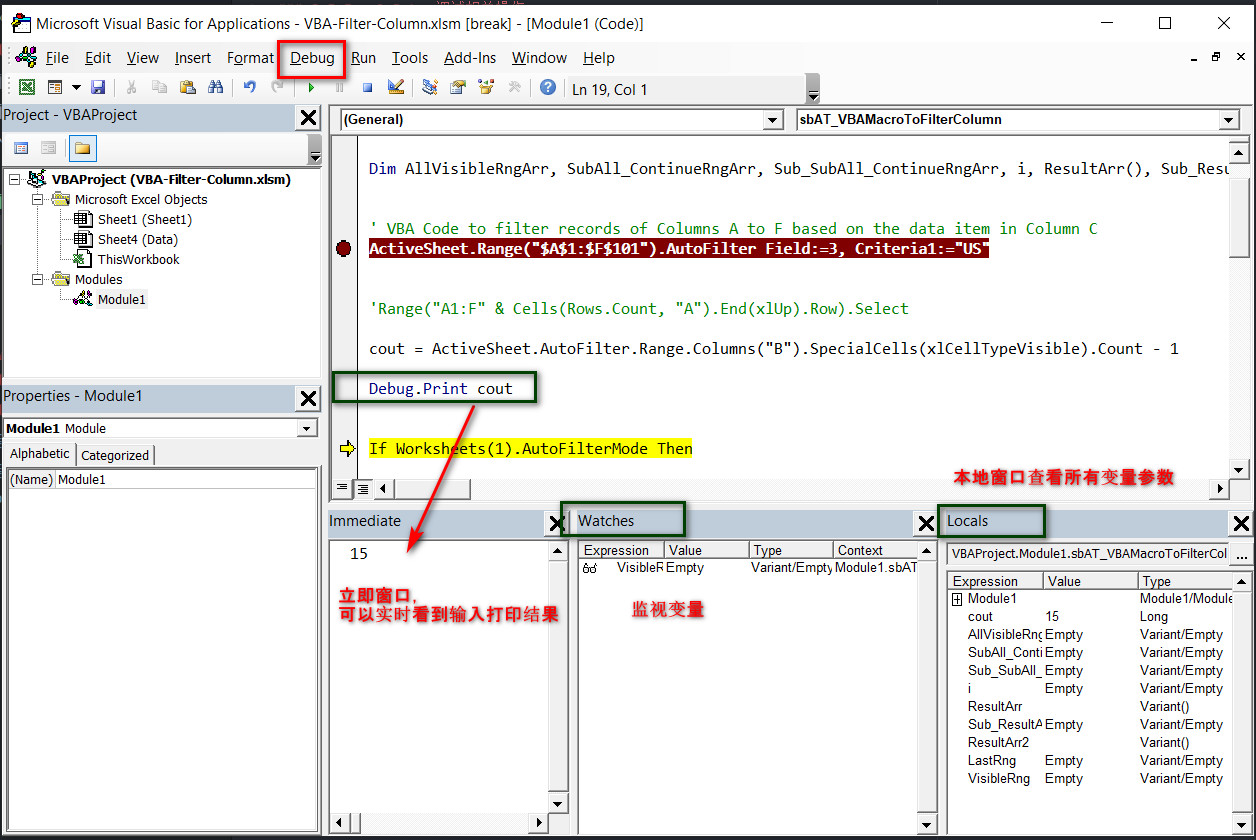 Microsoft Visual Basic for Applications - VBA-Filter-Column.xlsm [break] - [Module1 (Code)]
File Edit View Insert Format Debug Run Tools Add-Ins Window Help
Ln 19, Col 1
Project - VBAProject
VBAProject (VBA-Filter-Column.xlsm)
Microsoft Excel Objects
Sheet1 (Sheet1)
Sheet4 (Data)
ThisWorkbook
Modules
Module1
Properties - Module1
Module1 Module
Alphabetic Categorized
(Name) Module1
(General) sbAT_VBAMacroToFilterColumn
Dim AllVisibleRngArr, SubAll_ContinueRngArr, Sub_SubAll_ContinueRngArr, i, ResultArr(), Sub_Resu
' VBA Code to filter records of Columns A to F based on the data item in Column C
ActiveSheet.Range("$A$1:$F$101").AutoFilter Field:=3, Criteria1:="US"
'Range("A1:F" & Cells(Rows.Count, "A").End(xlUp).Row).Select
cout = ActiveSheet.AutoFilter.Range.Columns("B").SpecialCells(xlCellTypeVisible).Count - 1
Debug.Print cout
If Worksheets(1).AutoFilterMode Then
本地窗口查看所有变量参数
Immediate
15
立即窗口，
可以实时看到输入打印结果
Watches
Expression Value Type Context
VisibleR Empty Variant/Empty Module1.sbAT
监视变量
Locals
VBAProject.Module1.sbAT_VBAMacroToFilterCol ...
Expression Value Type
Module1 Module1/Module
cout 15 Long
AllVisibleRng Empty Variant/Empty
SubAll_Conti Empty Variant/Empty
Sub_SubAll_ Empty Variant/Empty
i Empty Variant/Empty
ResultArr Variant()
Sub_ResultA Empty Variant/Empty
ResultArr2 Variant()
LastRng Empty Variant/Empty
VisibleRng Empty Variant/Empty